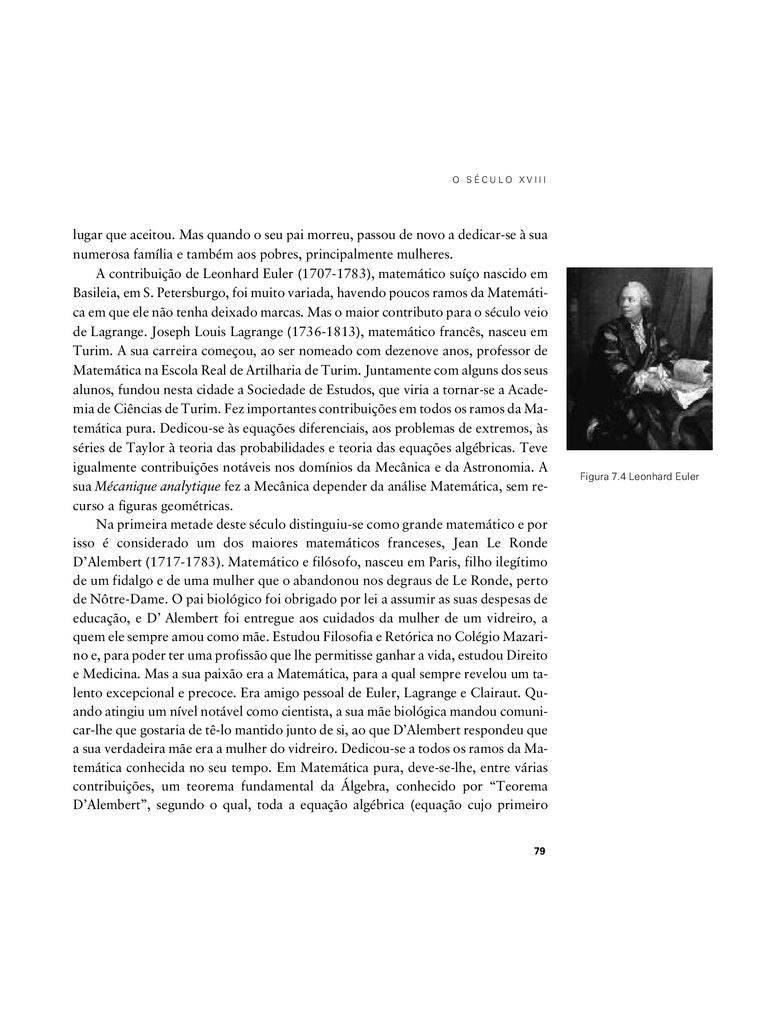 O SÉCULO XVIII
lugar que aceitou. Mas quando o seu pai morreu, passou de novo a dedicar-se à sua
numerosa família e também aos pobres, principalmente mulheres.
A contribuição de Leonhard Euler (1707-1783), matemático suíço nascido em
Basileia, em S. Petersburgo, foi muito variada, havendo poucos ramos da Matemáti-
ca em que ele não tenha deixado marcas. Mas o maior contributo para o século veio
de Lagrange. Joseph Louis Lagrange (1736-1813), matemático francês, nasceu em
Turim. A sua carreira começou, ao ser nomeado com dezenove anos, professor de
Matemática na Escola Real de Artilharia de Turim. Juntamente com alguns dos seus
alunos, fundou nesta cidade a Sociedade de Estudos, que viria a tornar-se a Acade-
mia de Ciências de Turim. Fez importantes contribuições em todos os ramos da Ma-
temática pura. Dedicou-se às equações diferenciais, aos problemas de extremos, às
séries de Taylor à teoria das probabilidades e teoria das equações algébricas. Teve
igualmente contribuições notáveis nos domínios da Mecânica e da Astronomia. A
sua Mécanique analytique fez a Mecânica depender da análise Matemática, sem re-
curso a figuras geométricas.
Na primeira metade deste século distinguiu-se como grande matemático e por
isso é considerado um dos maiores matemáticos franceses, Jean Le Ronde
D'Alembert (1717-1783). Matemático e filósofo, nasceu em Paris, filho ilegítimo
de um fidalgo e de uma mulher que o abandonou nos degraus de Le Ronde, perto
de Nôtre-Dame. O pai biológico foi obrigado por lei a assumir as suas despesas de
educação, e D' Alembert foi entregue aos cuidados da mulher de um vidreiro, a
quem ele sempre amou como mãe. Estudou Filosofia e Retórica no Colégio Mazari-
no e, para poder ter uma profissão que lhe permitisse ganhar a vida, estudou Direito
e Medicina. Mas a sua paixão era a Matemática, para a qual sempre revelou um ta-
lento excepcional e precoce. Era amigo pessoal de Euler, Lagrange e Clairaut. Qu-
ando atingiu um nível notável como cientista, a sua mãe biológica mandou comuni-
car-lhe que gostaria de tê-lo mantido junto de si, ao que D'Alembert respondeu que
a sua verdadeira mãe era a mulher do vidreiro. Dedicou-se a todos os ramos da Ma-
temática conhecida no seu tempo. Em Matemática pura, deve-se-lhe, entre várias
contribuições, um teorema fundamental da Álgebra, conhecido por “Teorema
D'Alembert”, segundo o qual, toda a equação algébrica (equação cujo primeiro
Figura 7.4 Leonhard Euler
79